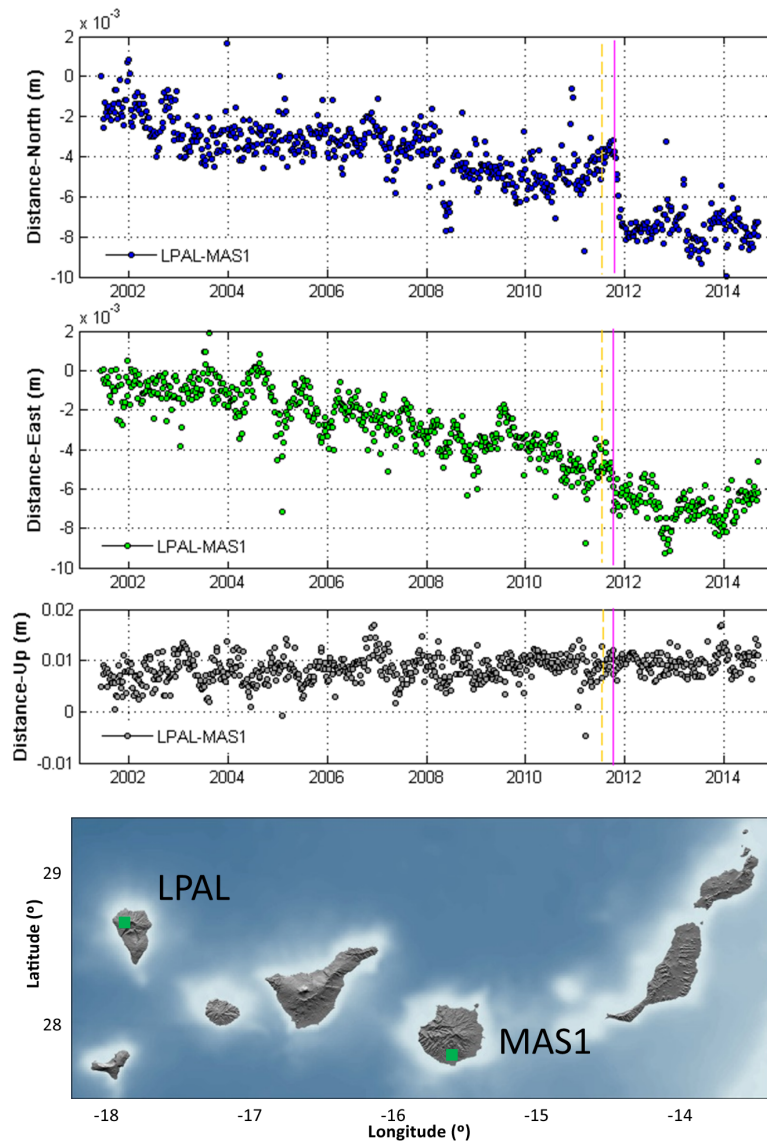 x 10⁻³
2
0
-2
-4
-6
-8
-10
Distance-North (m)
LPAL-MAS1
2002 2004 2006 2008 2010 2012 2014
x 10⁻³
2
0
-2
-4
-6
-8
-10
Distance-East (m)
LPAL-MAS1
2002 2004 2006 2008 2010 2012 2014
0.02
0.01
0
-0.01
Distance-Up (m)
LPAL-MAS1
2002 2004 2006 2008 2010 2012 2014
29
28
Latitude (º)
LPAL
MAS1
-18 -17 -16 -15 -14
Longitude (º)